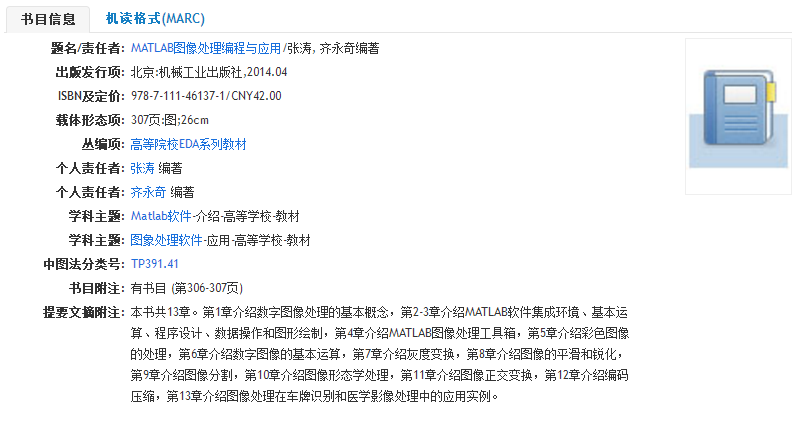 书目信息 机读格式(MARC)
题名/责任者: MATLAB图像处理编程与应用/张涛, 齐永奇编著
出版发行项: 北京:机械工业出版社,2014.04
ISBN及定价: 978-7-111-46137-1/CNY42.00
载体形态项: 307页:图;26cm
丛编项: 高等院校EDA系列教材
个人责任者: 张涛 编著
个人责任者: 齐永奇 编著
学科主题: Matlab软件-介绍-高等学校-教材
学科主题: 图象处理软件-应用-高等学校-教材
中图法分类号: TP391.41
书目附注: 有书目 (第306-307页)
提要文摘附注: 本书共13章。第1章介绍数字图像处理的基本概念，第2-3章介绍MATLAB软件集成环境、基本运
算、程序设计、数据操作和图形绘制，第4章介绍MATLAB图像处理工具箱，第5章介绍彩色图像
的处理，第6章介绍数字图像的基本运算，第7章介绍灰度变换，第8章介绍图像的平滑和锐化，
第9章介绍图像分割，第10章介绍图像形态学处理，第11章介绍图像正交变换，第12章介绍编码
压缩，第13章介绍图像处理在车牌识别和医学影像处理中的应用实例。